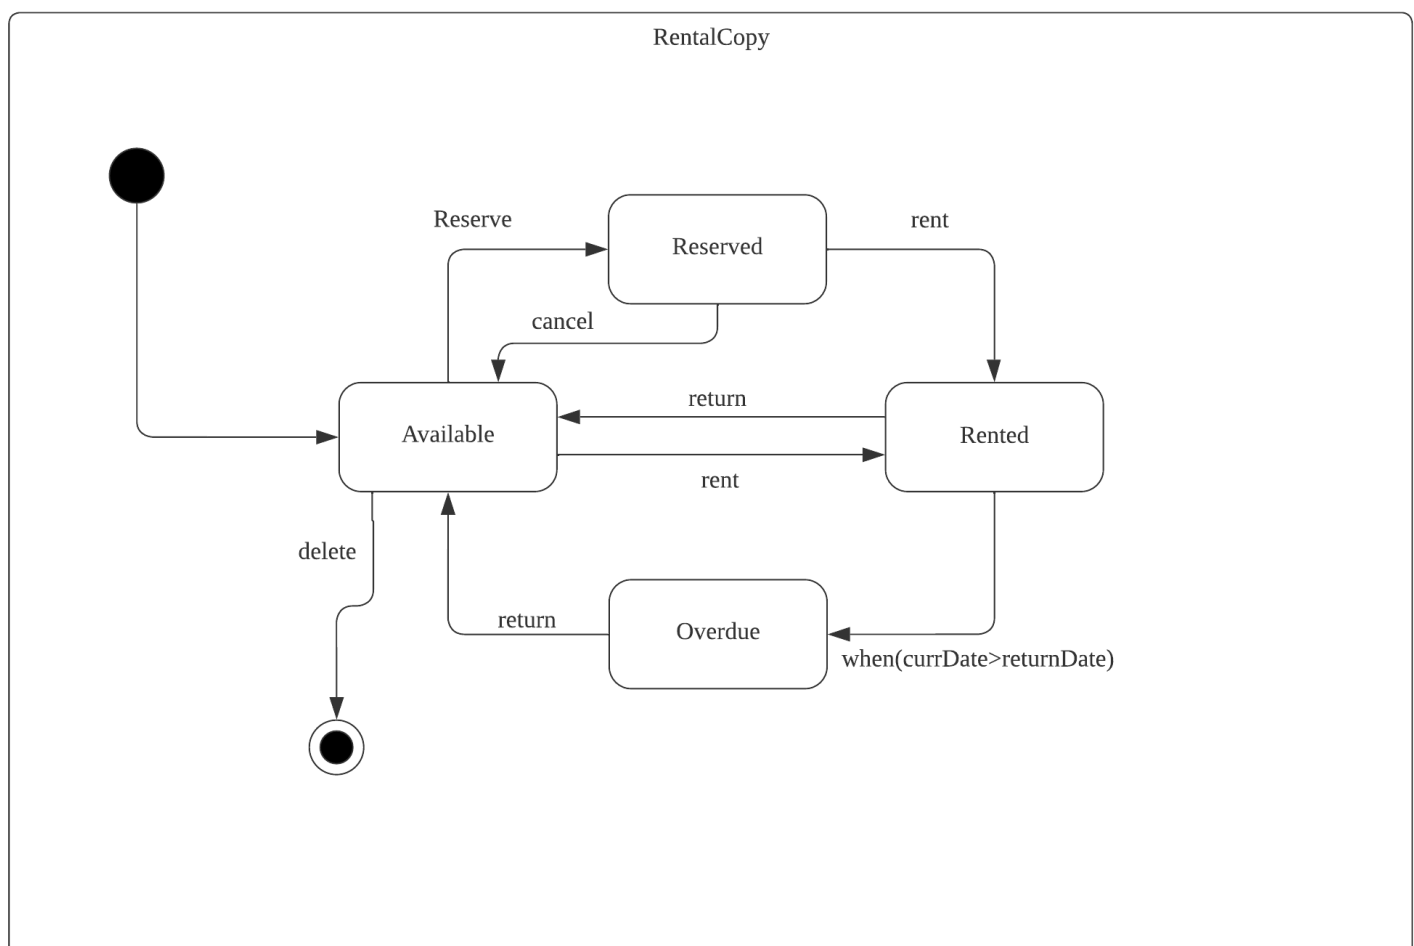 RentalCopy
Reserve
Reserved
rent
cancel
return
Available
Rented
rent
delete
return
Overdue
when(currDate>returnDate)